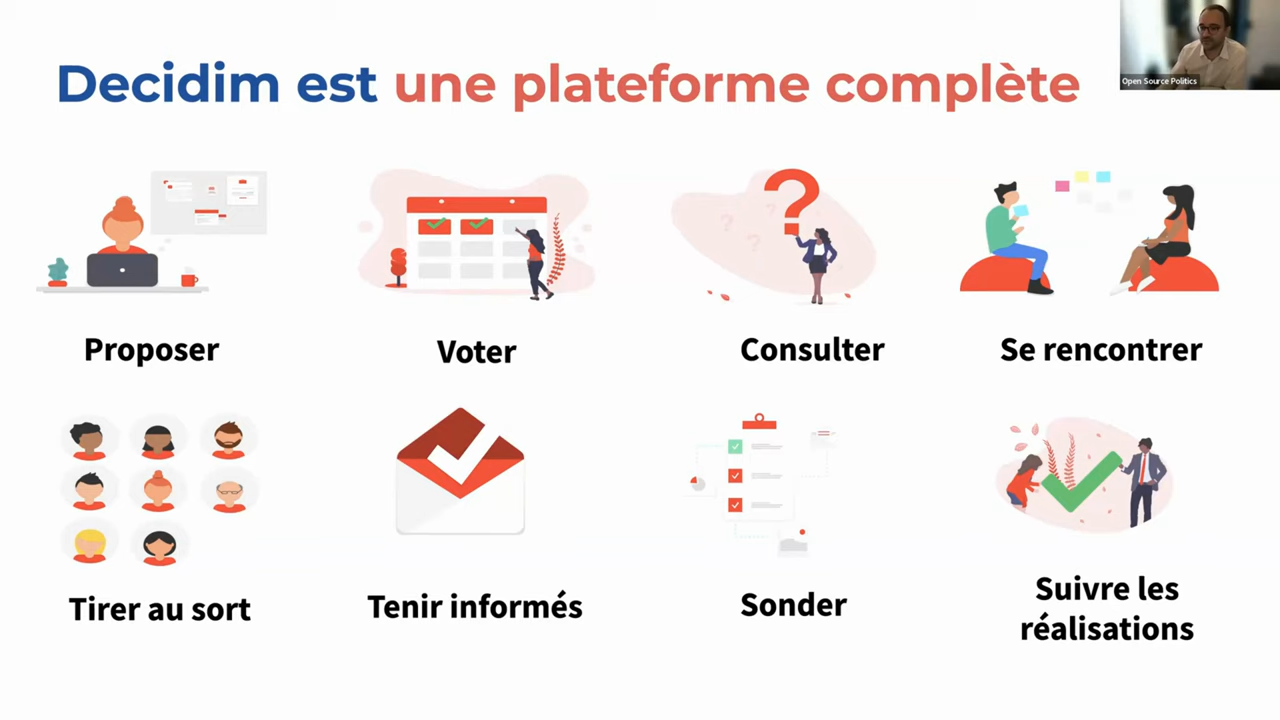 Decidim est une plateforme complète
Open Source Politics
Proposer
Voter
Consulter
Se rencontrer
Tirer au sort
Tenir informés
Sonder
Suivre les
réalisations